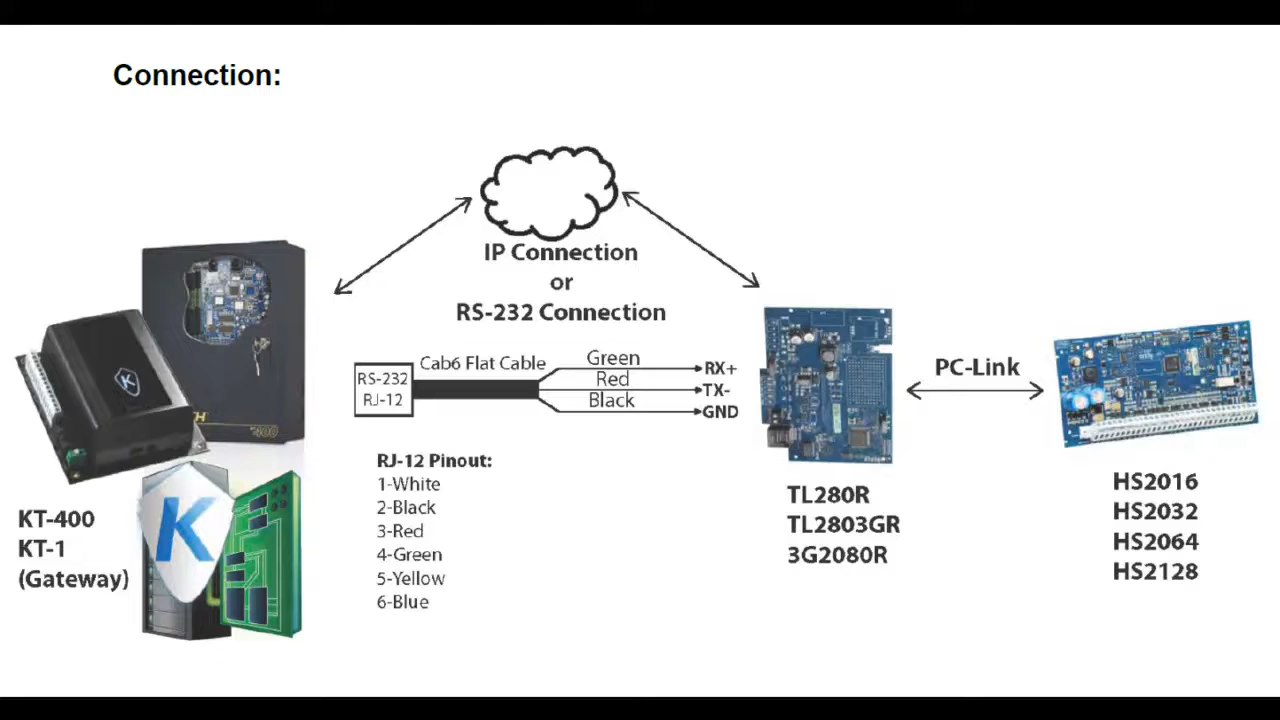 Connection:
IP Connection
or
RS-232 Connection
Cab6 Flat Cable
Green
RX+
RS-232
RJ-12
Red
TX-
Black
GND
PC-Link
RJ-12 Pinout:
1-White
2-Black
3-Red
4-Green
5-Yellow
6-Blue
KT-400
KT-1
(Gateway)
TL280R
TL2803GR
3G2080R
HS2016
HS2032
HS2064
HS2128
K